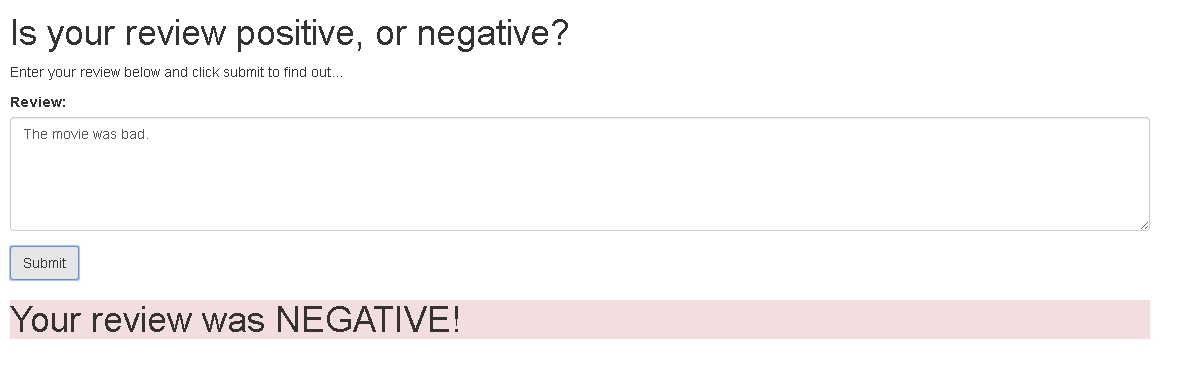 Is your review positive, or negative?
Enter your review below and click submit to find out...
Review:
The movie was bad.
Submit
Your review was NEGATIVE!